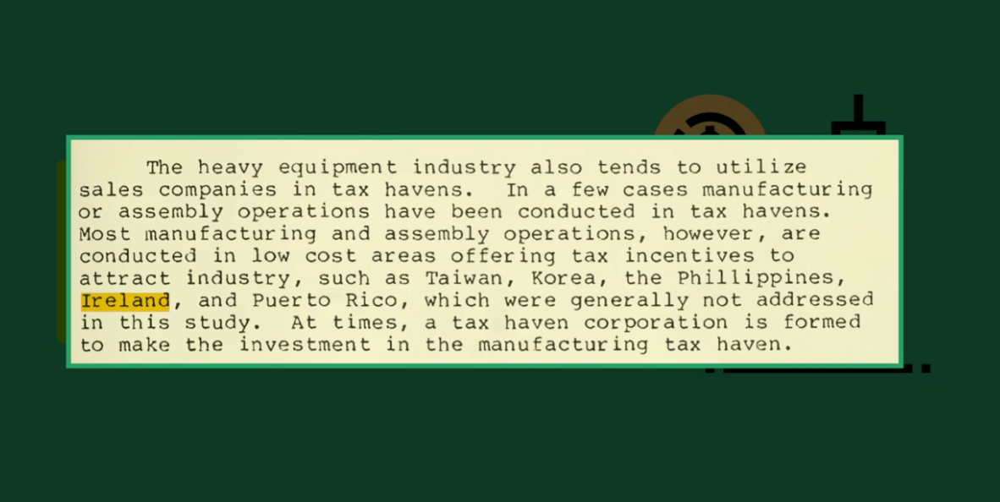 The heavy equipment industry also tends to utilize
sales companies in tax havens. In a few cases manufacturing
or assembly operations have been conducted in tax havens.
Most manufacturing and assembly operations, however, are
conducted in low cost areas offering tax incentives to
attract industry, such as Taiwan, Korea, the Phillippines,
Ireland, and Puerto Rico, which were generally not addressed
in this study. At times, a tax haven corporation is formed
to make the investment in the manufacturing tax haven.